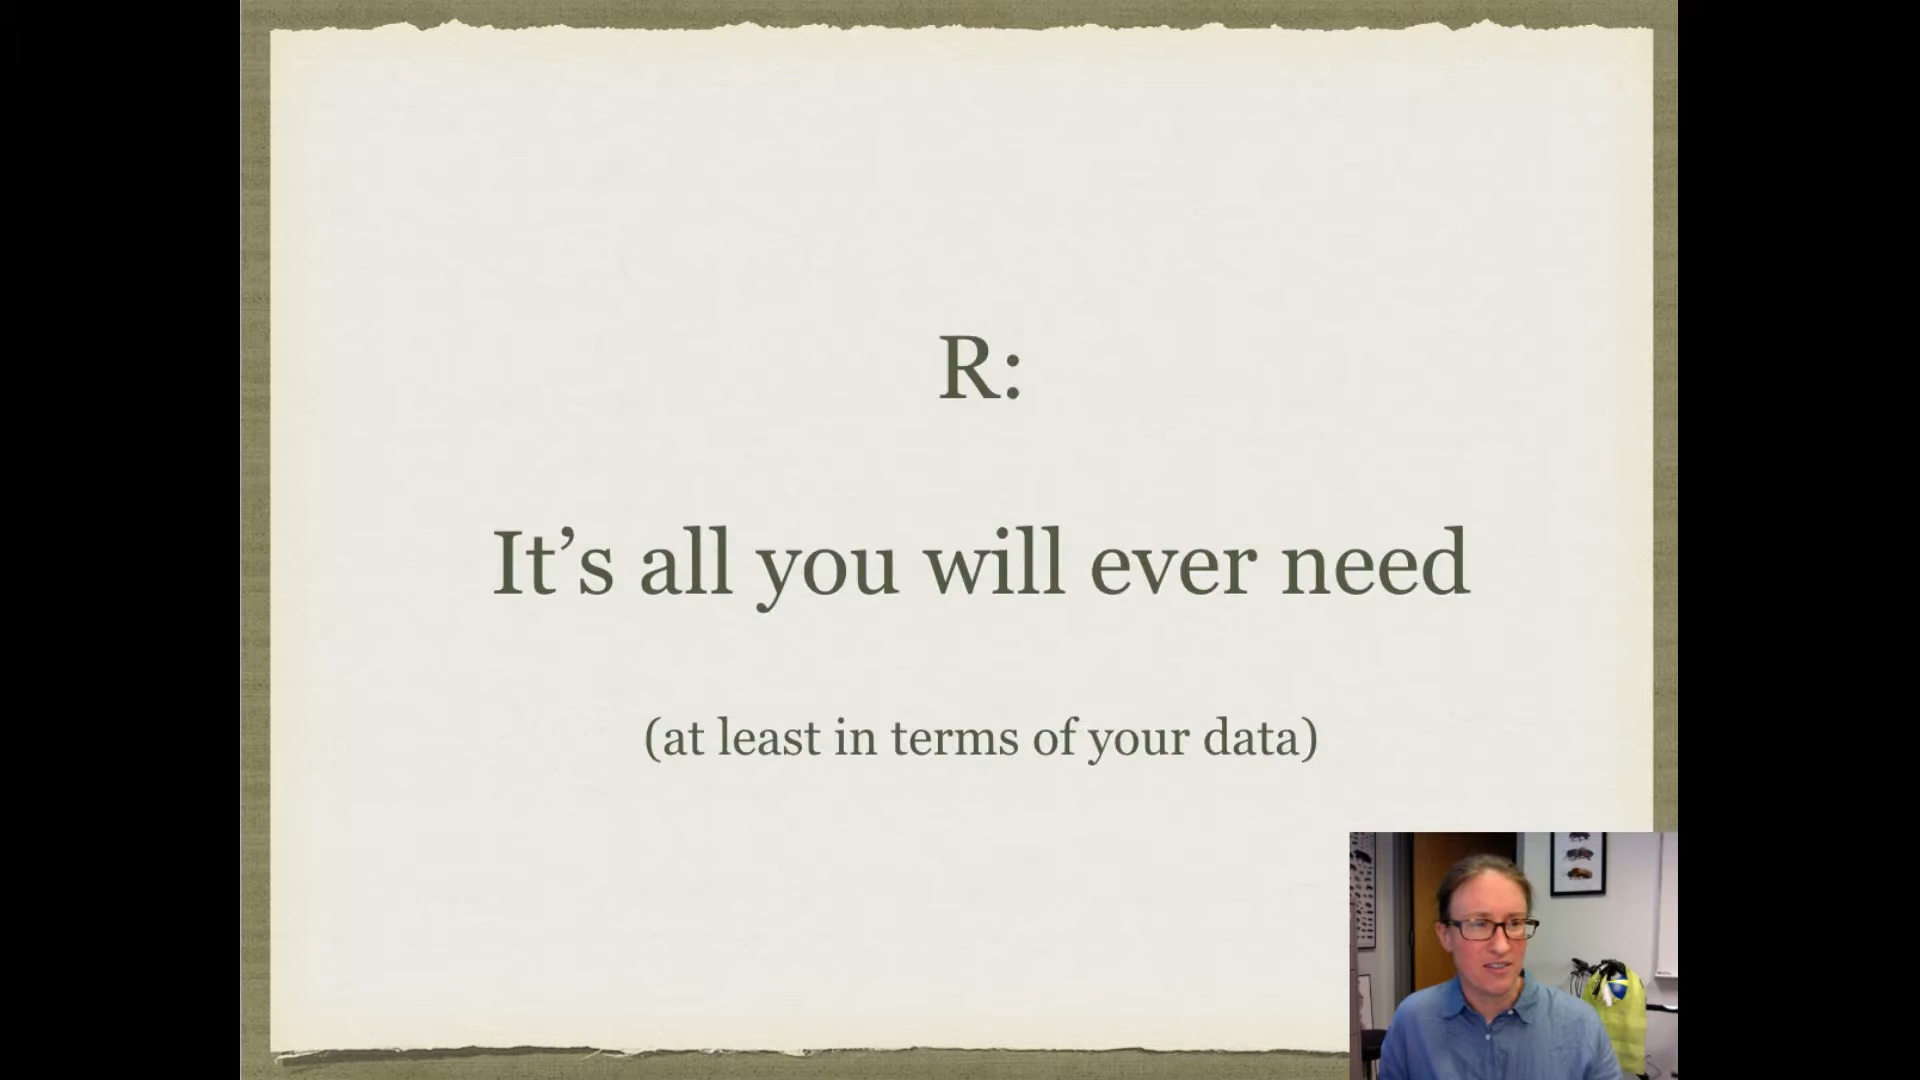 R:
It’s all you will ever need
(at least in terms of your data)